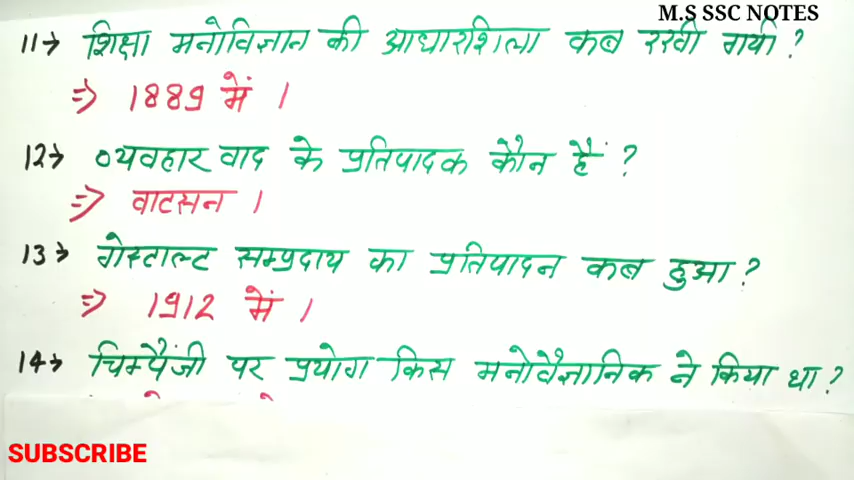 M.S SSC NOTES
11→ शिक्षा मनोविज्ञान की आधारशिला कब रखी गयी ?
⇒ 1889 में ।
12→ व्यवहार वाद के प्रतिपादक कौन हैं ?
⇒ वाटसन ।
13→ गेस्टाल्ट सम्प्रदाय का प्रतिपादन कब हुआ ?
⇒ 1912 में ।
14→ चिम्पैंजी पर प्रयोग किस मनोवैज्ञानिक ने किया था ?
SUBSCRIBE